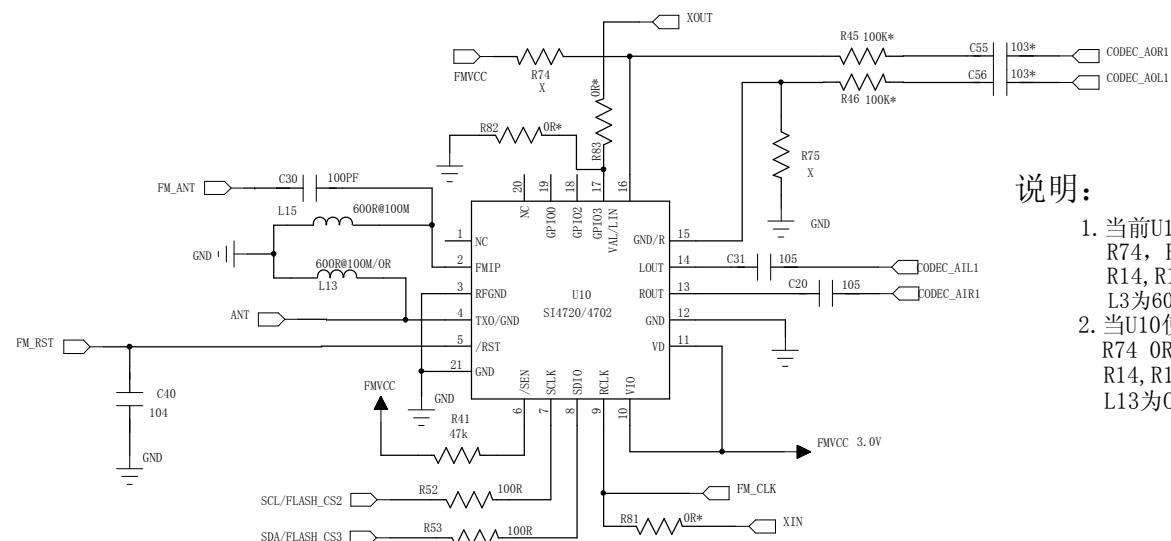 XOUT
R45 100K*
C55
103*
CODEC_AOR1
FMVCC
R74
X
C56
103*
CODEC_AOL1
R46 100K*
0R*
R83
R82
0R*
R75
X
GND
FM_ANT
C30
100PF
L15
600R@100M
GND
600R@100M/OR
L13
ANT
FM_RST
C40
104
GND
20
19
18
17
16
NC
GPIO0
GPIO2
GPIO3
VAL/LIN
1
NC
2
FMIP
3
RFGND
4
TXO/GND
5
/RST
21
GND
U10
SI4720/4702
GND/R
15
LOUT
14
C31
105
CODEC_AIL1
ROUT
13
C20
105
CODEC_AIR1
GND
12
VD
11
/SEN
SCLK
SDIO
RCLK
VIO
6
7
8
9
10
GND
FMVCC
R41
47k
FMVCC 3.0V
SCL/FLASH_CS2
R52
100R
FM_CLK
SDA/FLASH_CS3
R53
100R
R81
0R*
XIN
说明：
1.当前U1
R74,
R14,R1
L3为60
2.当U10
R74 0R
R14,R1
L13为0